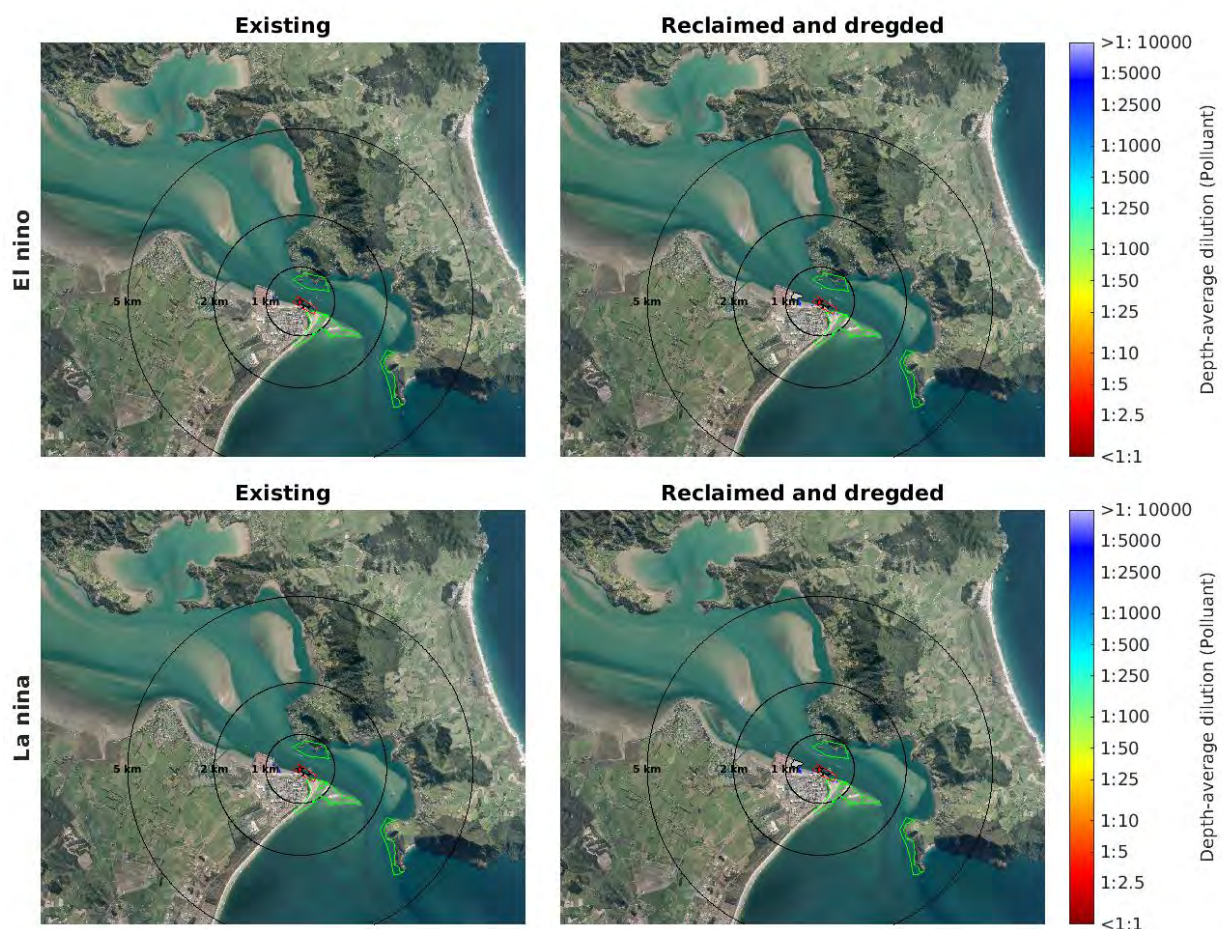 Existing
Reclaimed and dregded
El nino
5 km 2 km 1 km
5 km 2 km 1 km
>1: 10000
1:5000
1:2500
1:1000
1:500
1:250
1:100
1:50
1:25
1:10
1:5
1:2.5
<1:1
Depth-average dilution (Polluant)
Existing
Reclaimed and dregded
La nina
5 km 2 km 1 km
5 km 2 km 1 km
>1: 10000
1:5000
1:2500
1:1000
1:500
1:250
1:100
1:50
1:25
1:10
1:5
1:2.5
<1:1
Depth-average dilution (Polluant)